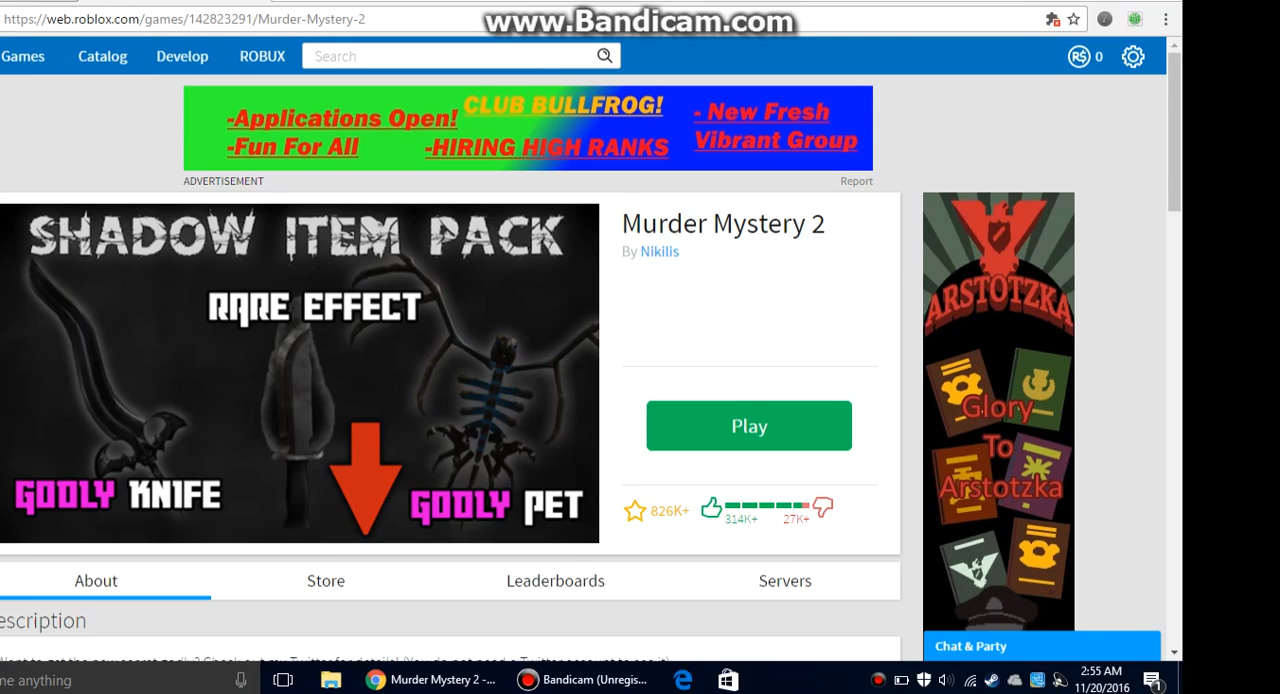 https://web.roblox.com/games/142823291/Murder-Mystery-2
www.Bandicam.com
Games
Catalog
Develop
ROBUX
Search
R$ 0
-Applications Open!
CLUB BULLFROG!
- New Fresh
-Fun For All
-HIRING HIGH RANKS
Vibrant Group
ADVERTISEMENT
Report
SHADOW ITEM PACK
RARE EFFECT
GODLY KNIFE
GODLY PET
Murder Mystery 2
By Nikilis
Play
826K+
314K+
27K+
ARSTOTZKA
Glory
To
Arstotzka
About
Store
Leaderboards
Servers
escription
Chat & Party
me anything
Murder Mystery 2 -...
Bandicam (Unregis...
2:55 AM
11/20/2016
1